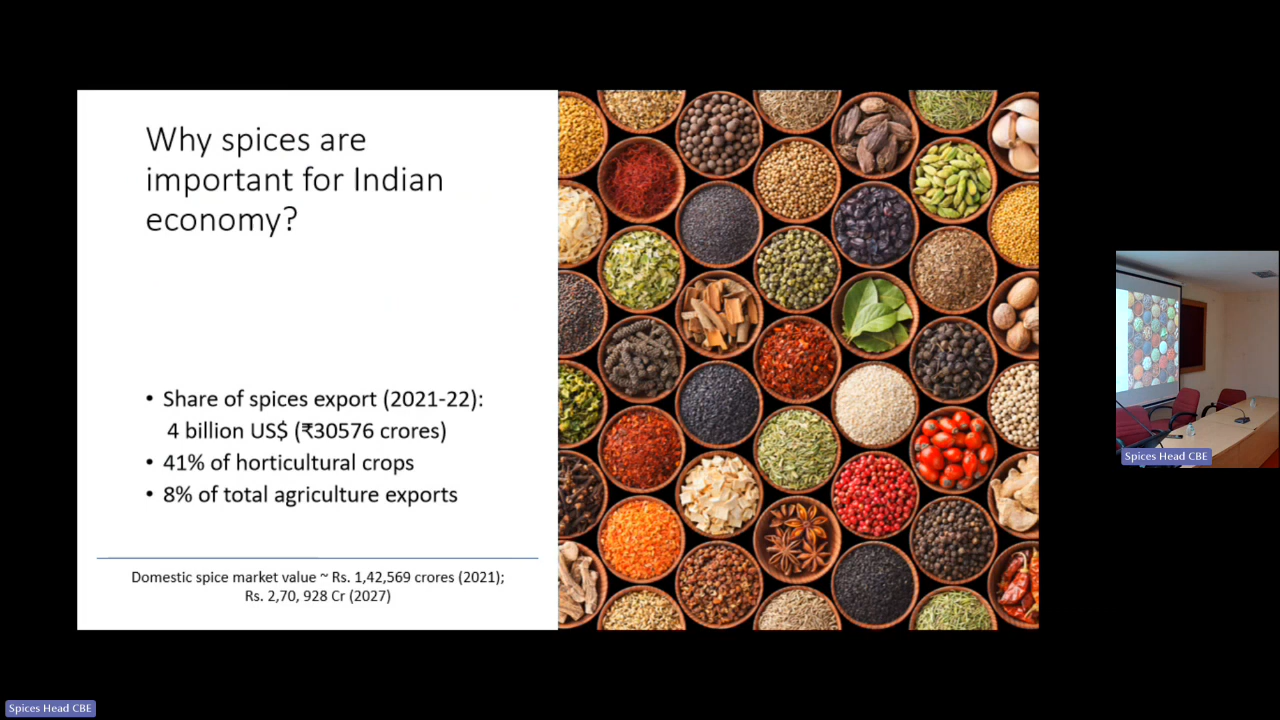 Why spices are
important for Indian
economy?
• Share of spices export (2021-22):
4 billion US$ (₹30576 crores)
• 41% of horticultural crops
• 8% of total agriculture exports
Domestic spice market value ~ Rs. 1,42,569 crores (2021);
Rs. 2,70, 928 Cr (2027)
Spices Head CBE
Spices Head CBE